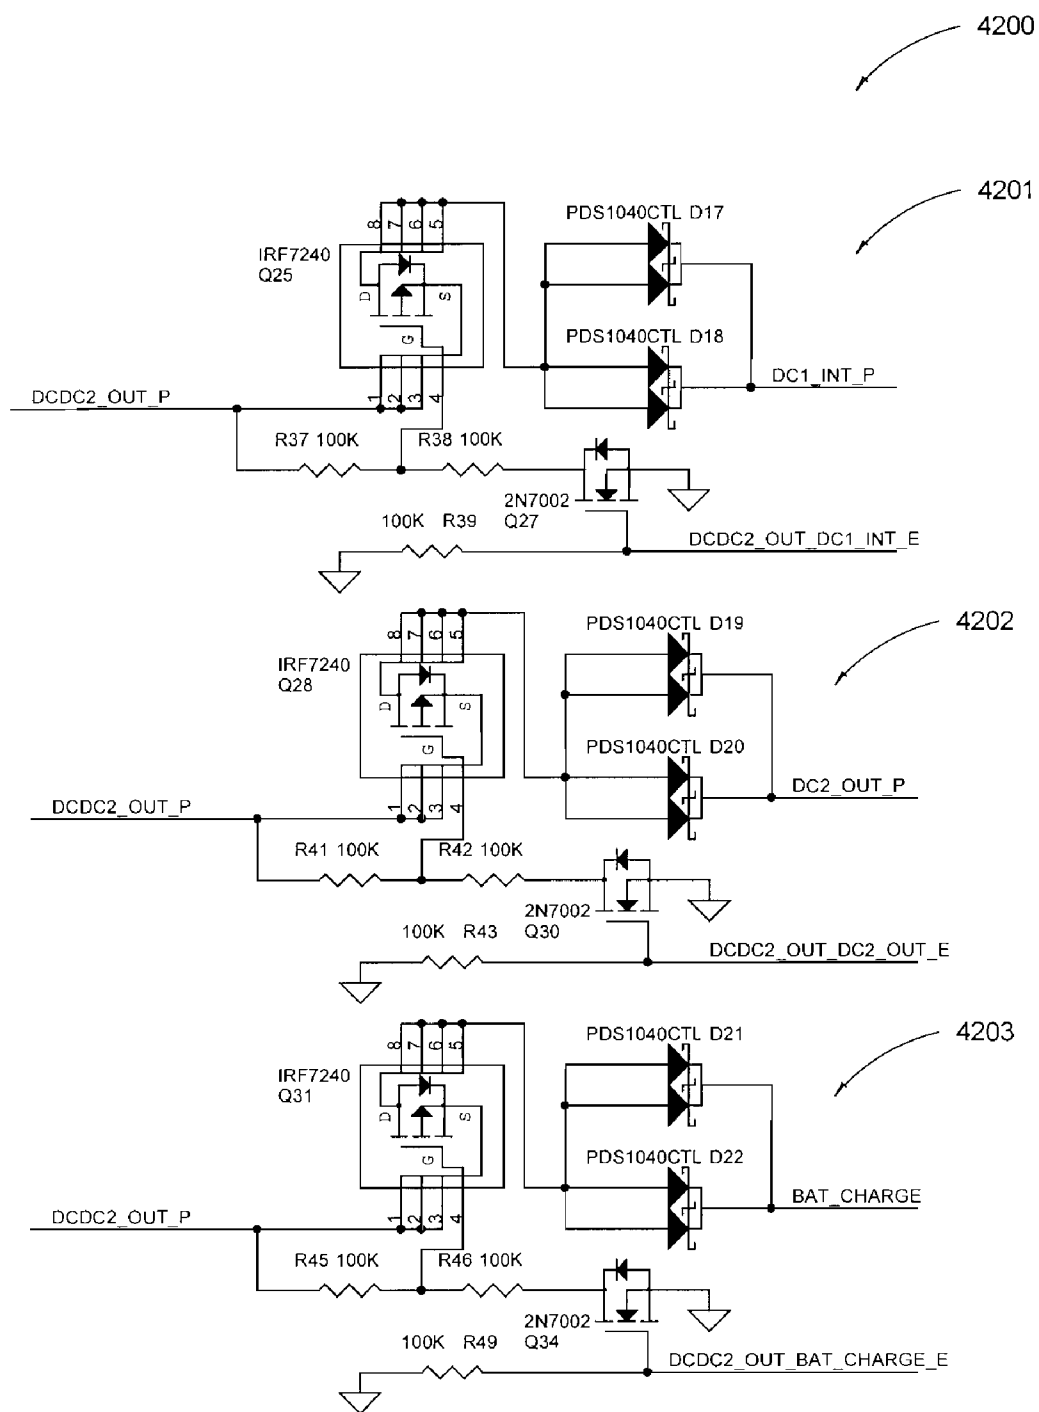 4200
4201
PDS1040CTL D17
8 7 6 5
IRF7240
Q25
D S
G
PDS1040CTL D18
DC1_INT_P
DCDC2_OUT_P
1 2 3 4
R37 100K R38 100K
2N7002
Q27
100K R39
DCDC2_OUT_DC1_INT_E
4202
PDS1040CTL D19
8 7 6 5
IRF7240
Q28
D S
G
PDS1040CTL D20
DC2_OUT_P
DCDC2_OUT_P
1 2 3 4
R41 100K R42 100K
2N7002
Q30
100K R43
DCDC2_OUT_DC2_OUT_E
4203
PDS1040CTL D21
8 7 6 5
IRF7240
Q31
D S
G
PDS1040CTL D22
BAT_CHARGE
DCDC2_OUT_P
1 2 3 4
R45 100K R46 100K
2N7002
Q34
100K R49
DCDC2_OUT_BAT_CHARGE_E